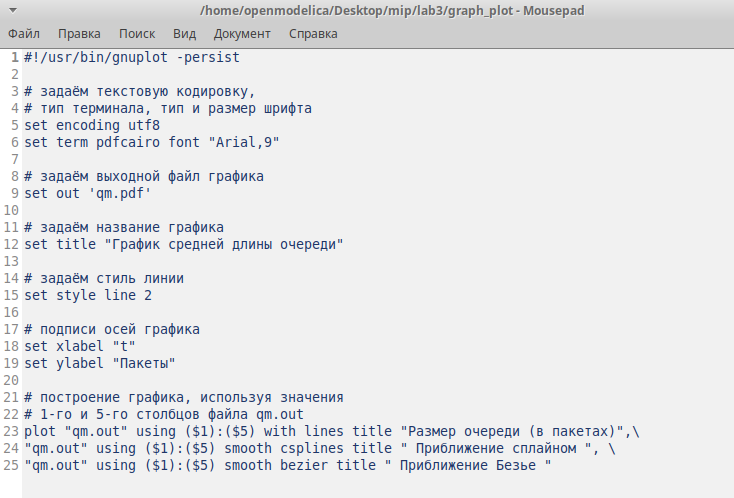 /home/openmodelica/Desktop/mip/lab3/graph_plot - Mousepad
Файл Правка Поиск Вид Документ Справка
1 #!/usr/bin/gnuplot -persist
2
3 # задаём текстовую кодировку,
4 # тип терминала, тип и размер шрифта
5 set encoding utf8
6 set term pdfcairo font "Arial,9"
7
8 # задаём выходной файл графика
9 set out 'qm.pdf'
10
11 # задаём название графика
12 set title "График средней длины очереди"
13
14 # задаём стиль линии
15 set style line 2
16
17 # подписи осей графика
18 set xlabel "t"
19 set ylabel "Пакеты"
20
21 # построение графика, используя значения
22 # 1-го и 5-го столбцов файла qm.out
23 plot "qm.out" using ($1):($5) with lines title "Размер очереди (в пакетах)",\
24 "qm.out" using ($1):($5) smooth csplines title " Приближение сплайном ", \
25 "qm.out" using ($1):($5) smooth bezier title " Приближение Безье "